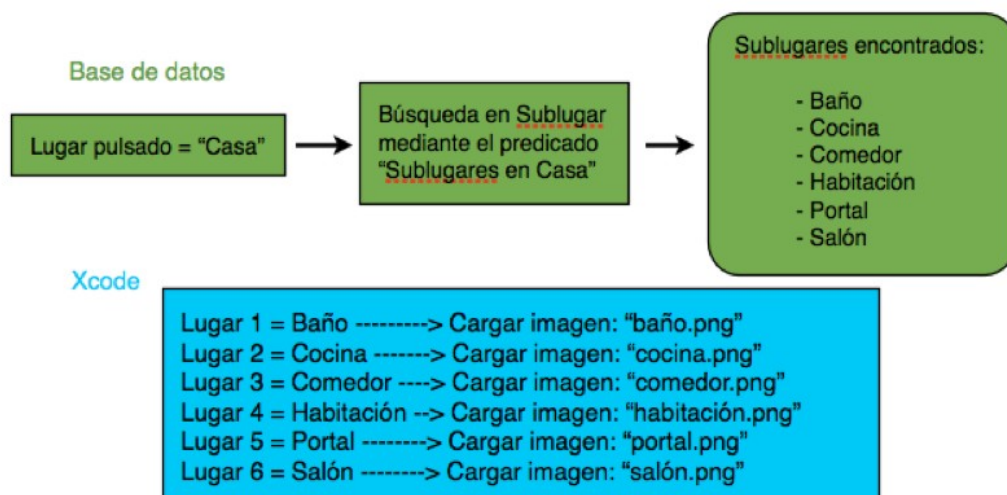 Base de datos
Lugar pulsado = “Casa”
Búsqueda en Sublugar
mediante el predicado
“Sublugares en Casa”
Sublugares encontrados:
- Baño
- Cocina
- Comedor
- Habitación
- Portal
- Salón
Xcode
Lugar 1 = Baño ---------> Cargar imagen: “baño.png”
Lugar 2 = Cocina -------> Cargar imagen: “cocina.png”
Lugar 3 = Comedor ----> Cargar imagen: “comedor.png”
Lugar 4 = Habitación --> Cargar imagen: “habitación.png”
Lugar 5 = Portal --------> Cargar imagen: “portal.png”
Lugar 6 = Salón --------> Cargar imagen: “salón.png”